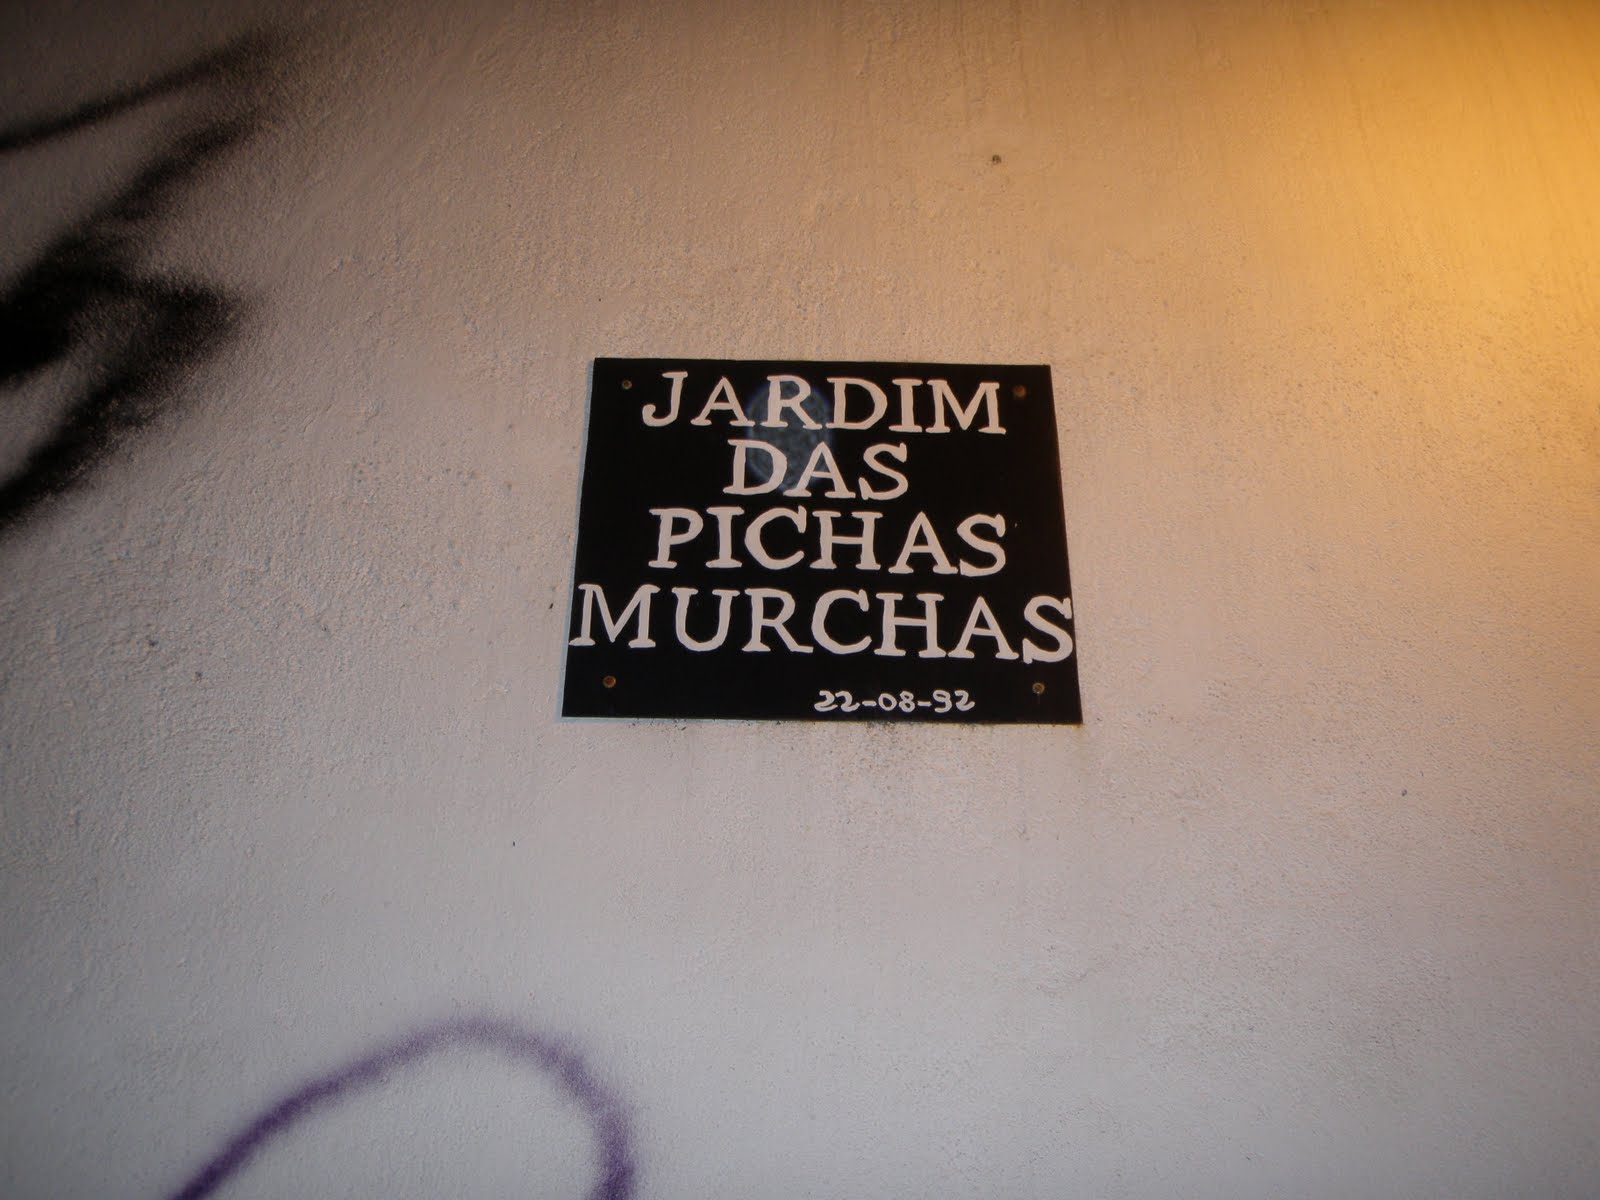 JARDIM
DAS
PICHAS
MURCHAS
22-08-92